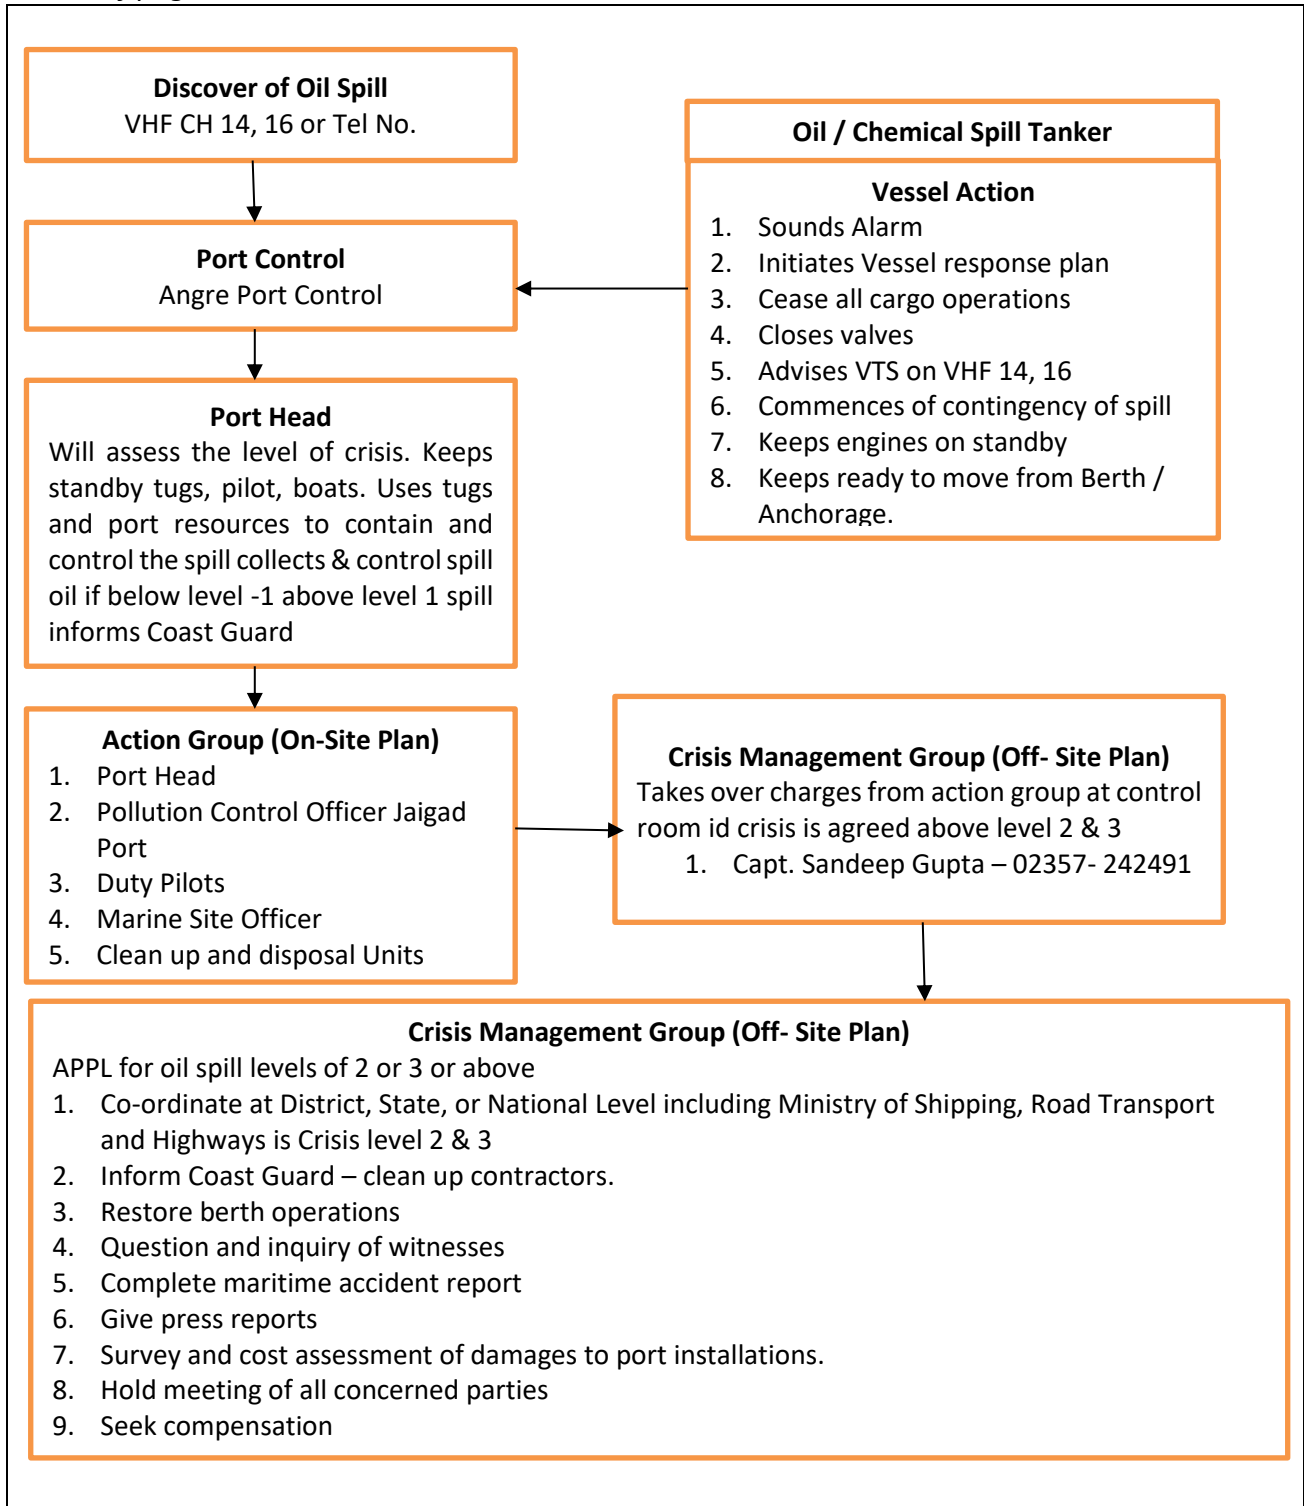 Discover of Oil Spill
VHF CH 14, 16 or Tel No.
Oil / Chemical Spill Tanker
Vessel Action
1. Sounds Alarm
2. Initiates Vessel response plan
3. Cease all cargo operations
4. Closes valves
5. Advises VTS on VHF 14, 16
6. Commences of contingency of spill
7. Keeps engines on standby
8. Keeps ready to move from Berth /
Anchorage.
Port Control
Angre Port Control
Port Head
Will assess the level of crisis. Keeps
standby tugs, pilot, boats. Uses tugs
and port resources to contain and
control the spill collects & control spill
oil if below level -1 above level 1 spill
informs Coast Guard
Action Group (On-Site Plan)
1. Port Head
2. Pollution Control Officer Jaigad
Port
3. Duty Pilots
4. Marine Site Officer
5. Clean up and disposal Units
Crisis Management Group (Off- Site Plan)
Takes over charges from action group at control
room id crisis is agreed above level 2 & 3
1. Capt. Sandeep Gupta – 02357- 242491
Crisis Management Group (Off- Site Plan)
APPL for oil spill levels of 2 or 3 or above
1. Co-ordinate at District, State, or National Level including Ministry of Shipping, Road Transport
and Highways is Crisis level 2 & 3
2. Inform Coast Guard – clean up contractors.
3. Restore berth operations
4. Question and inquiry of witnesses
5. Complete maritime accident report
6. Give press reports
7. Survey and cost assessment of damages to port installations.
8. Hold meeting of all concerned parties
9. Seek compensation